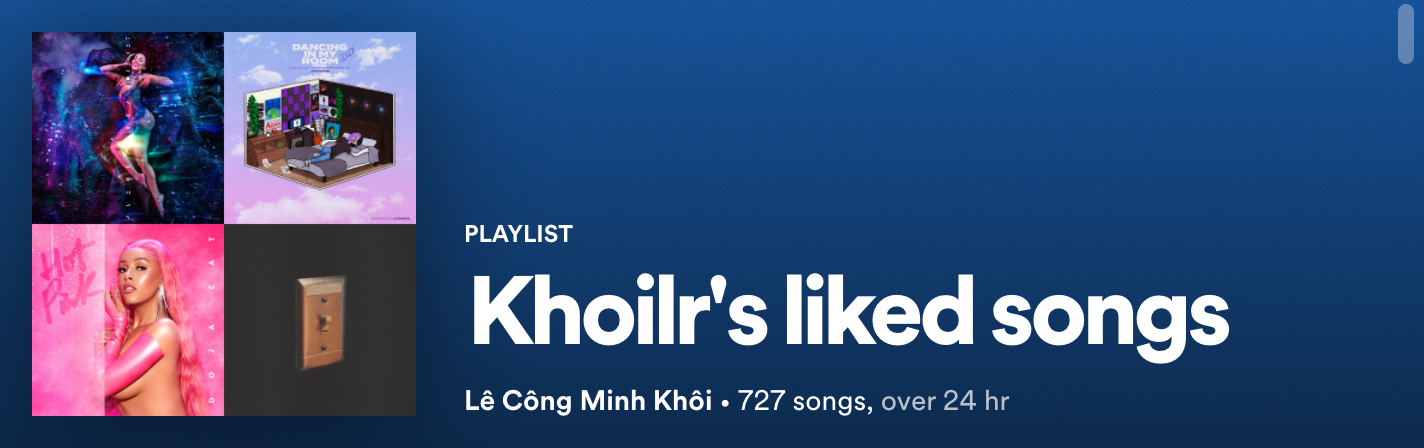 DANCING
IN MY
ROOM
347
Hot
Pink
DOJA CAT
PLAYLIST
Khoilr's liked songs
Lê Công Minh Khôi • 727 songs, over 24 hr